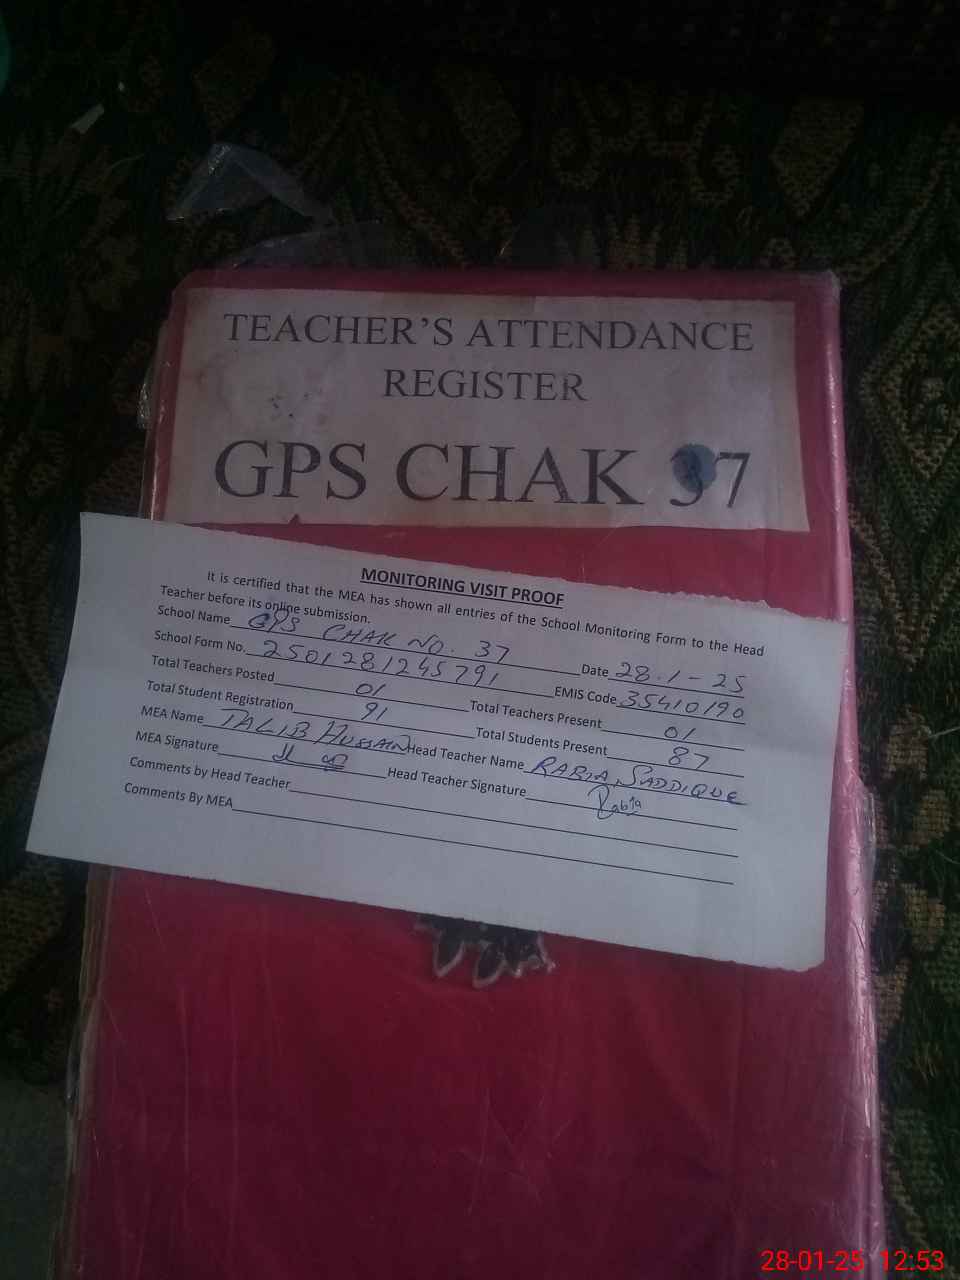 TEACHER'S ATTENDANCE
REGISTER
GPS CHAK 37
MONITORING VISIT PROOF
It is certified that the MEA has shown all entries of the School Monitoring Form to the Head
Teacher before its online submission.
School Name GPS CHAK NO. 37 Date 28.1-25
School Form No. 250128124579 1 EMIS Code 35410190
Total Teachers Posted 01 Total Teachers Present 01
Total Student Registration 91 Total Students Present 87
MEA Name TALIB HUSSAIN Head Teacher Name RABIA SADDIQUE
MEA Signature Head Teacher Signature Rabia
Comments by Head Teacher
Comments By MEA
28-01-25 12:53